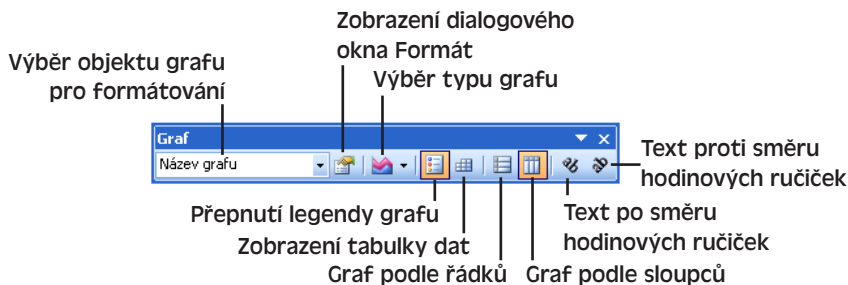 Zobrazení dialogového
okna Formát
Výběr objektu grafu
pro formátování
Výběr typu grafu
Graf
Název grafu
Text proti směru
hodinových ručiček
Přepnutí legendy grafu
Text po směru
hodinových ručiček
Zobrazení tabulky dat
Graf podle řádků
Graf podle sloupců